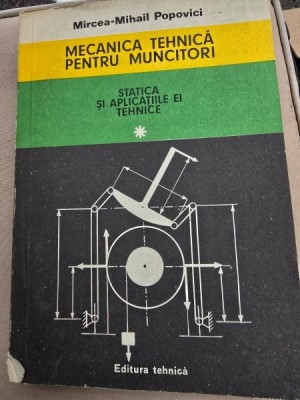 Mircea-Mihail Popovici
MECANICA TEHNICĂ
PENTRU MUNCITORI
STATICA
ȘI APLICAȚIILE EI
TEHNICE
*
Editura tehnică